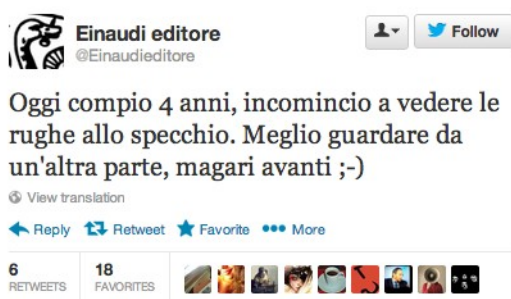 Einaudi editore
@Einaudieditore
Follow
Oggi compio 4 anni, incomincio a vedere le
rughe allo specchio. Meglio guardare da
un'altra parte, magari avanti ;-)
View translation
Reply Retweet Favorite More
6 18
RETWEETS FAVORITES